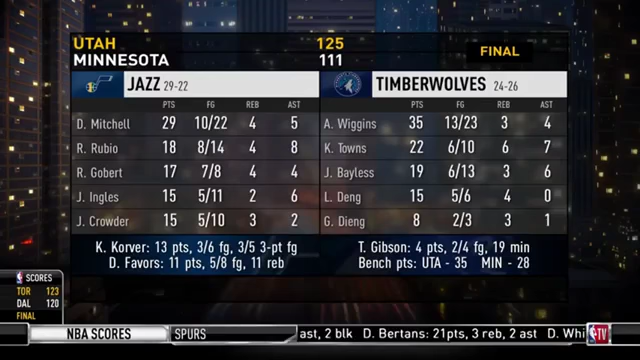 UTAH 125
MINNESOTA 111
FINAL
JAZZ 29-22
PTS FG REB AST
D. Mitchell 29 10/22 4 5
R. Rubio 18 8/14 4 8
R. Gobert 17 7/8 4 4
J. Ingles 15 5/11 2 6
J. Crowder 15 5/10 3 2
K. Korver: 13 pts, 3/6 fg, 3/5 3-pt fg
D. Favors: 11 pts, 5/8 fg, 11 reb
TIMBERWOLVES 24-26
PTS FG REB AST
A. Wiggins 35 13/23 3 4
K. Towns 22 6/10 6 7
J. Bayless 19 6/13 3 6
L. Deng 15 5/6 4 0
G. Dieng 8 2/3 3 1
T. Gibson: 4 pts, 2/4 fg, 19 min
Bench pts: UTA - 35 MIN - 28
SCORES
TOR 123
DAL 120
FINAL
NBA SCORES SPURS ast, 2 blk D. Bertans: 21pts, 3 reb, 2 ast D. Whi
TV